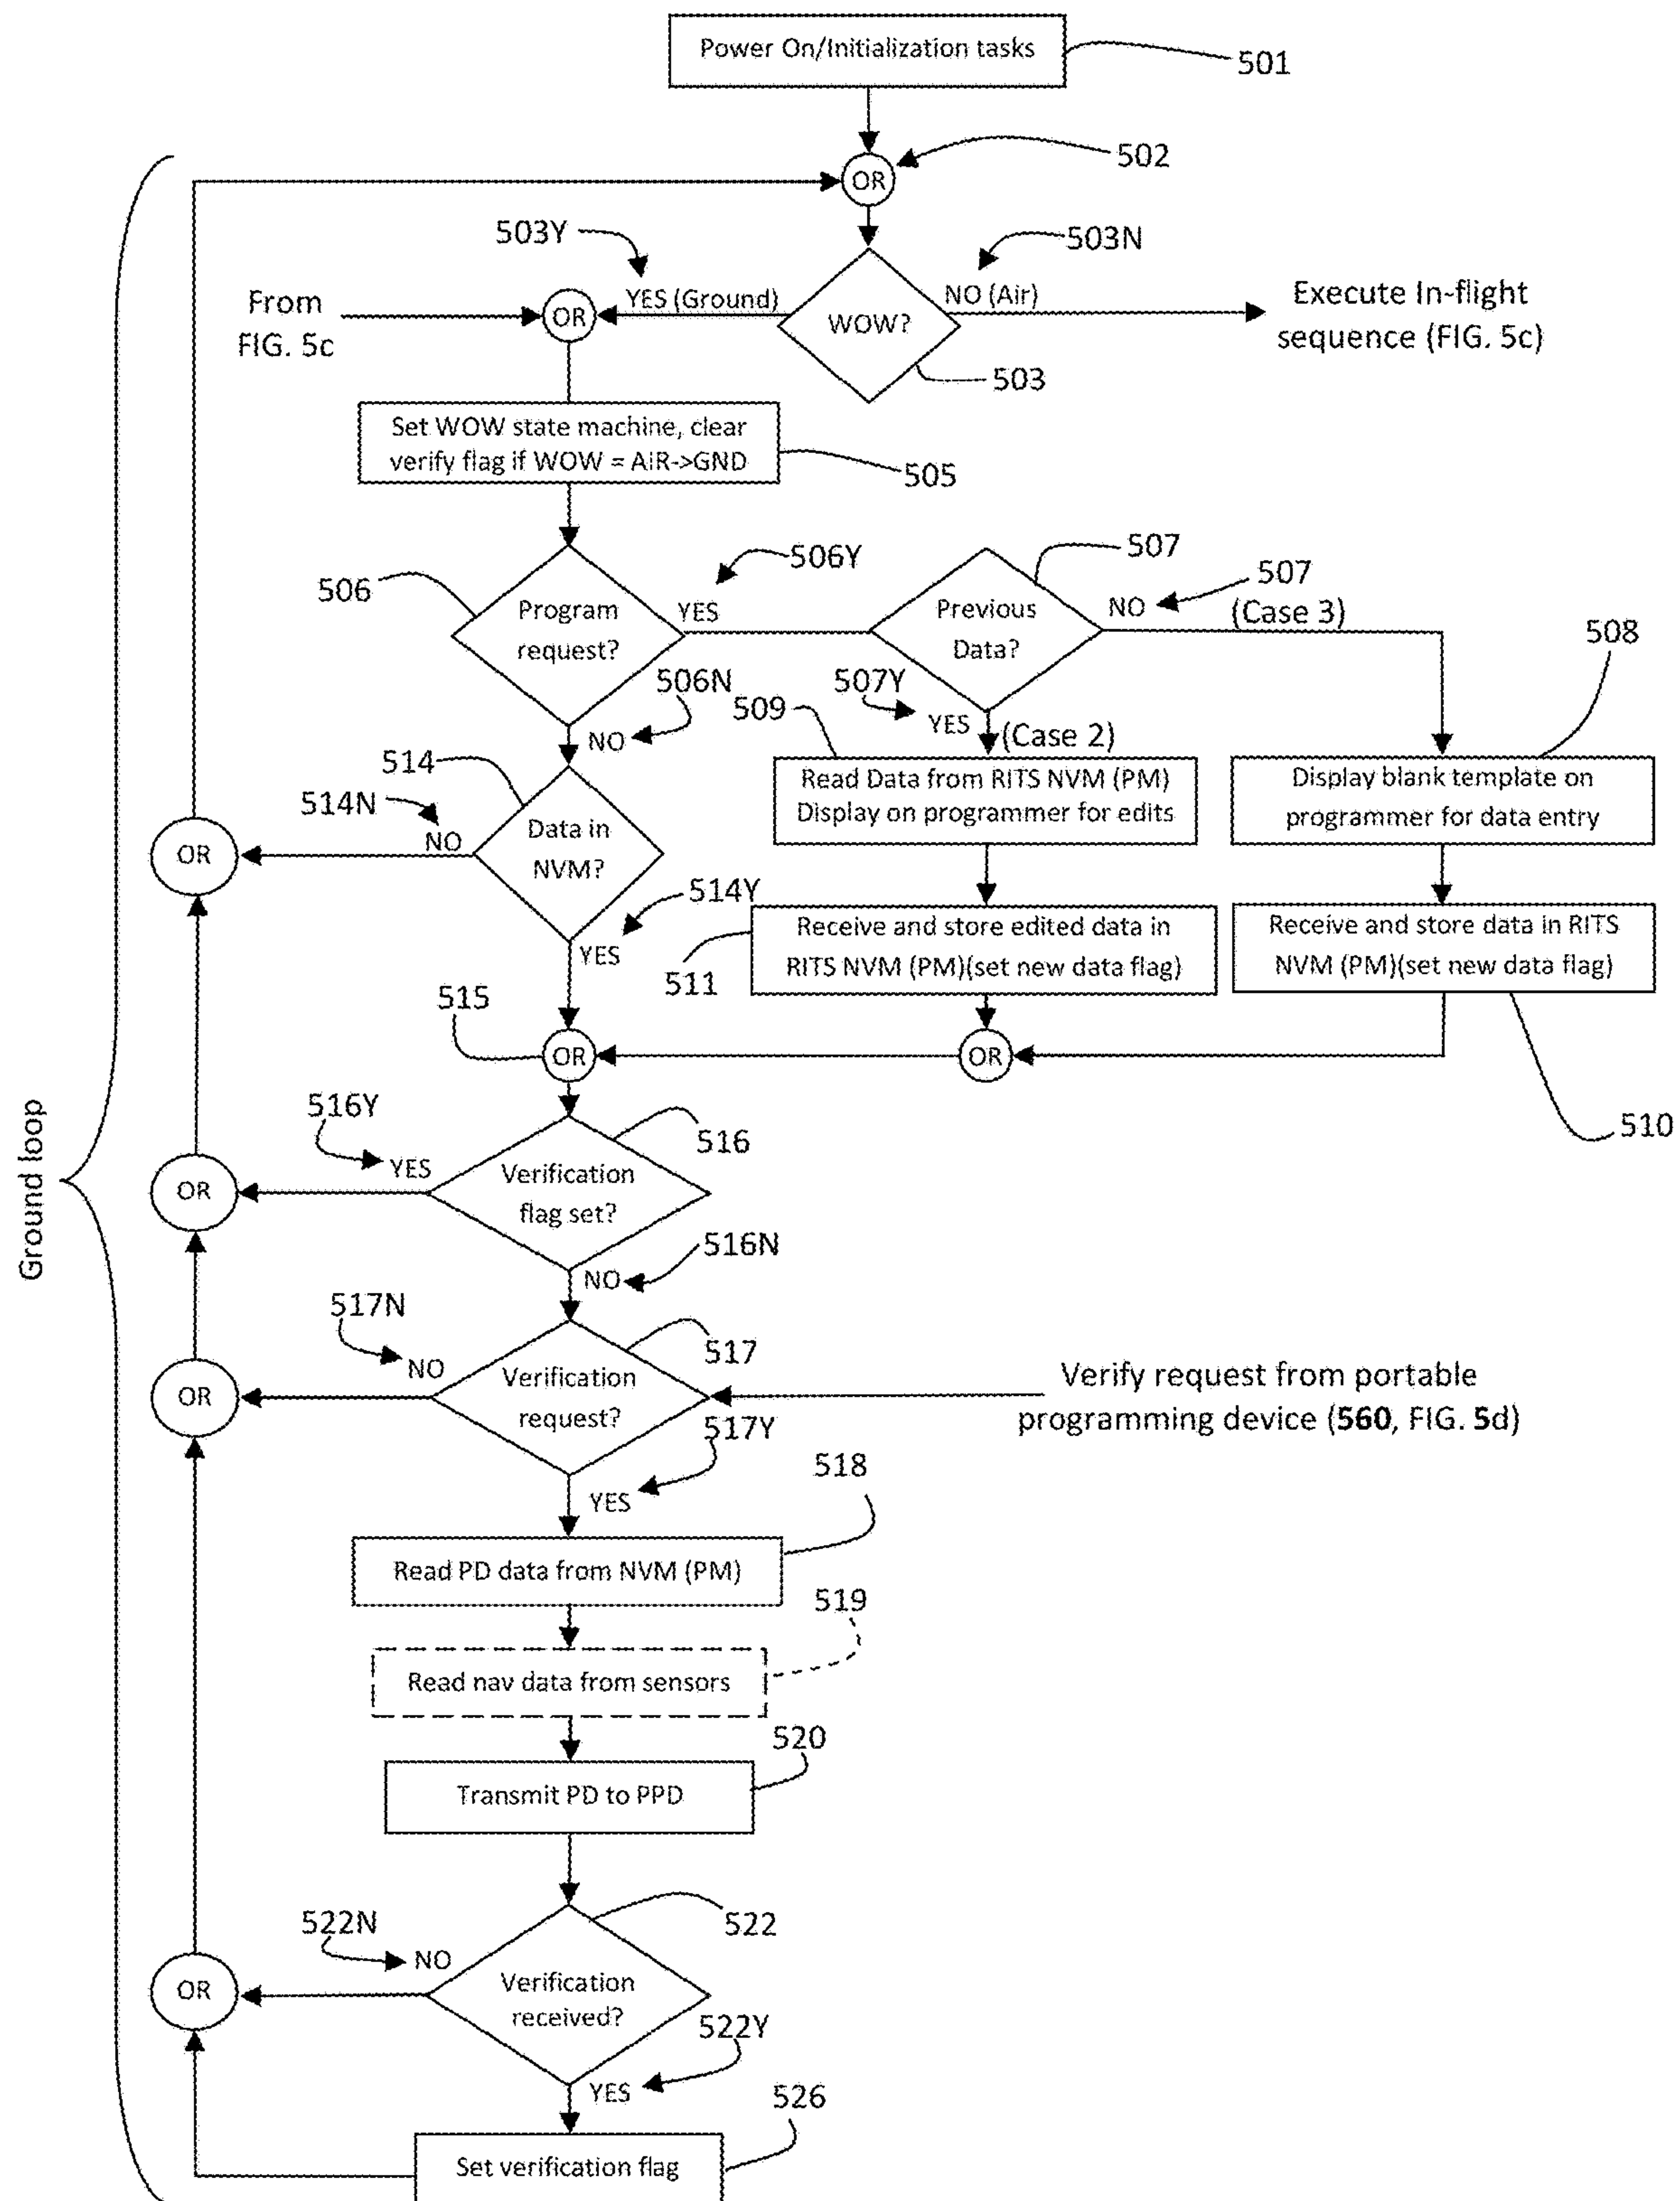 Power On/Initialization tasks
501
502
OR
503Y
503N
From
FIG. 5c
OR
YES (Ground)
WOW?
NO (Air)
Execute In-flight
sequence (FIG. 5c)
503
Set WOW state machine, clear
verify flag if WOW = AIR->GND
505
506
Program
request?
506Y
YES
507
Previous
Data?
NO
507
(Case 3)
508
506N
NO
507Y
YES
(Case 2)
509
Read Data from RITS NVM (PM)
Display on programmer for edits
Display blank template on
programmer for data entry
514
514N
NO
Data in
NVM?
OR
514Y
YES
511
Receive and store edited data in
RITS NVM (PM)(set new data flag)
Receive and store data in RITS
NVM (PM)(set new data flag)
510
515
OR
OR
Ground loop
516Y
YES
516
Verification
flag set?
OR
516N
NO
517N
NO
517
Verification
request?
OR
Verify request from portable
programming device (560, FIG. 5d)
517Y
YES
518
Read PD data from NVM (PM)
519
Read nav data from sensors
520
Transmit PD to PPD
522N
NO
522
Verification
received?
OR
522Y
YES
526
Set verification flag